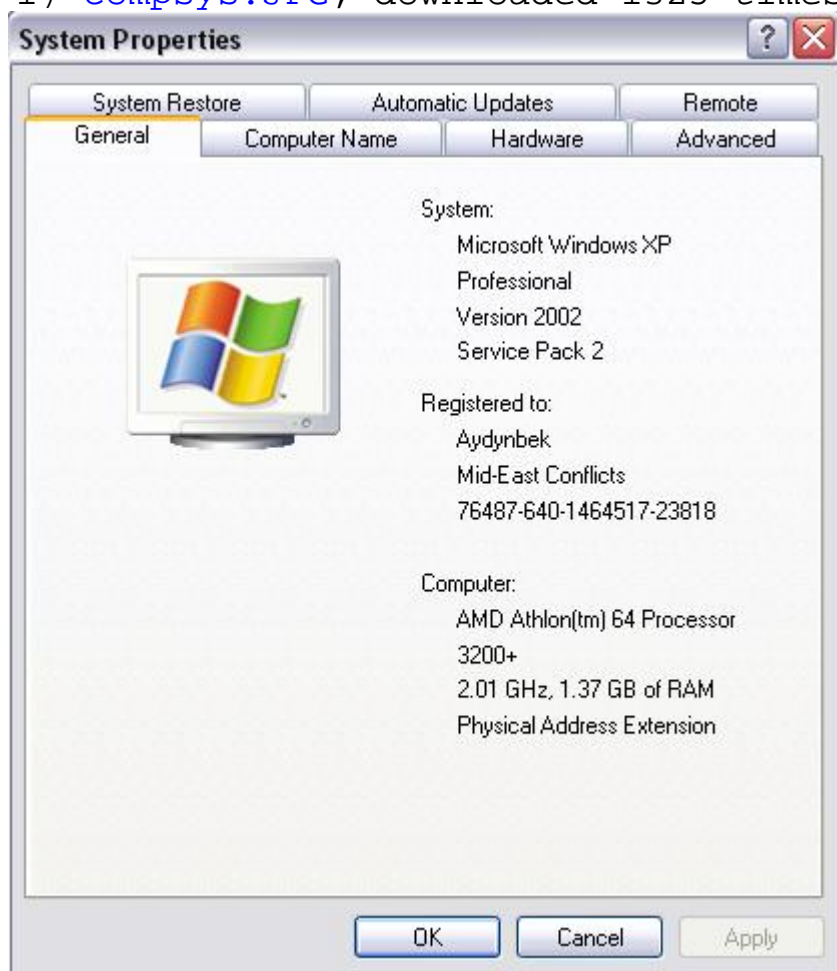 System Properties
System Restore Automatic Updates Remote
General Computer Name Hardware Advanced
System:
Microsoft Windows XP
Professional
Version 2002
Service Pack 2
Registered to:
Aydynbek
Mid-East Conflicts
76487-640-1464517-23818
Computer:
AMD Athlon(tm) 64 Processor
3200+
2.01 GHz, 1.37 GB of RAM
Physical Address Extension
OK Cancel Apply